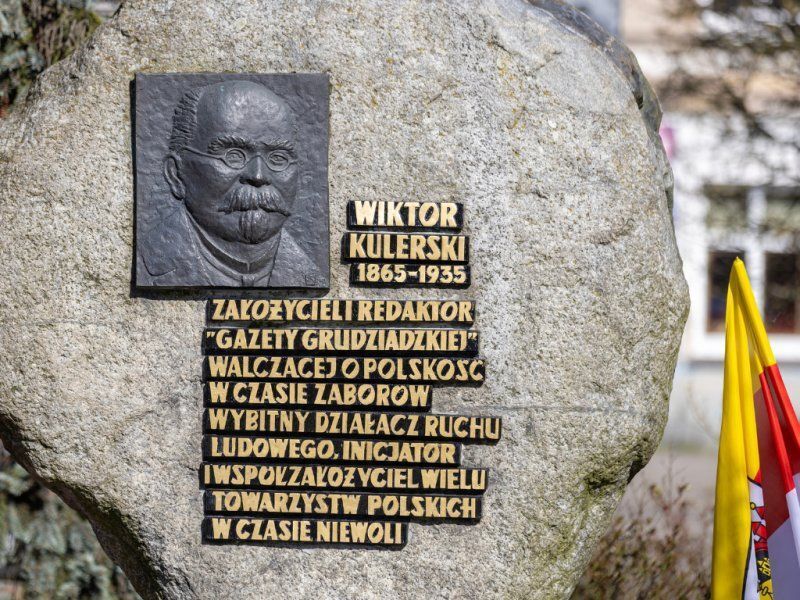 WIKTOR
KULERSKI
1865-1935
ZAŁOŻYCIEL I REDAKTOR
"GAZETY GRUDZIADZKIEJ"
WALCZĄCEJ O POLSKOŚĆ
W CZASIE ZABORÓW
WYBITNY DZIAŁACZ RUCHU
LUDOWEGO. INICJATOR
I WSPÓŁZAŁOŻYCIEL WIELU
TOWARZYSTW POLSKICH
W CZASIE NIEWOLI